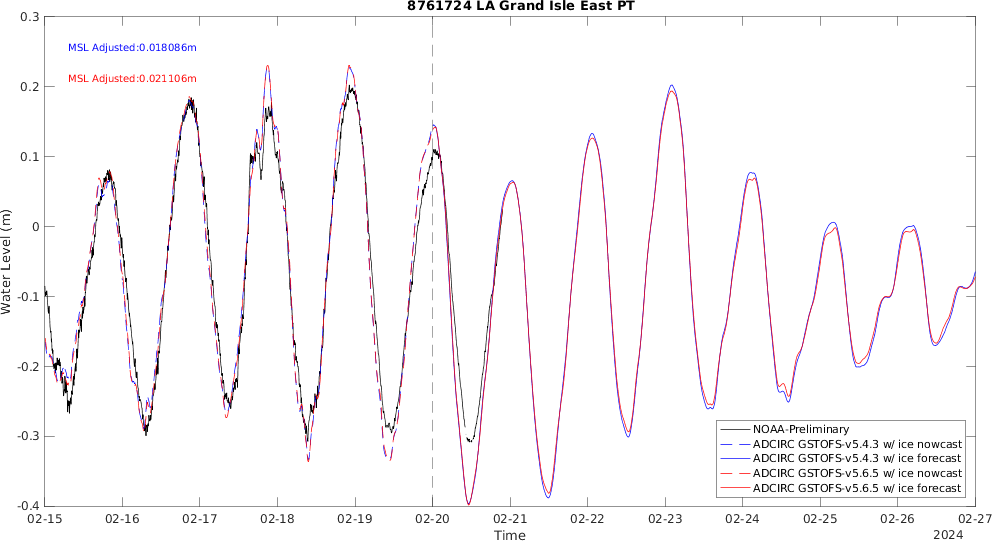 8761724 LA Grand Isle East PT
0.3
MSL Adjusted:0.018086m
MSL Adjusted:0.021106m
0.2
0.1
0
-0.1
-0.2
-0.3
-0.4
Water Level (m)
NOAA-Preliminary
ADCIRC GSTOFS-v5.4.3 w/ ice nowcast
ADCIRC GSTOFS-v5.4.3 w/ ice forecast
ADCIRC GSTOFS-v5.6.5 w/ ice nowcast
ADCIRC GSTOFS-v5.6.5 w/ ice forecast
02-15 02-16 02-17 02-18 02-19 02-20 02-21 02-22 02-23 02-24 02-25 02-26 02-27
Time
2024